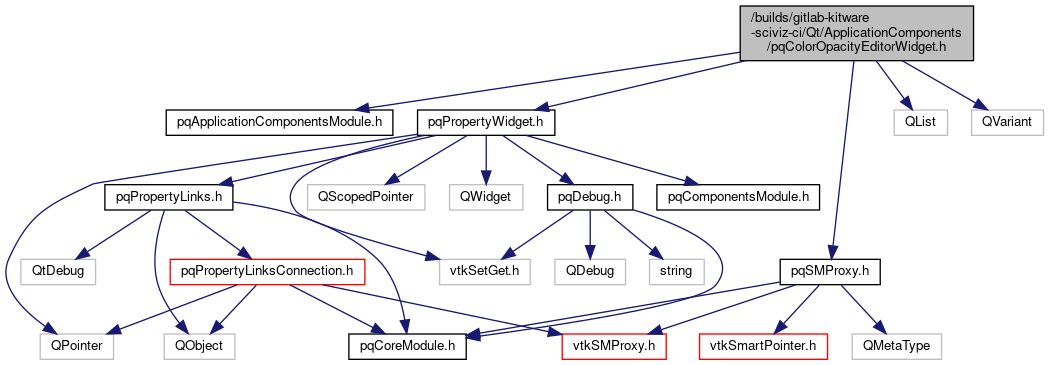 /builds/gitlab-kitware
-sciviz-ci/Qt/ApplicationComponents
/pqColorOpacityEditorWidget.h
pqApplicationComponentsModule.h
pqPropertyWidget.h
QList
QVariant
pqPropertyLinks.h
QScopedPointer
QWidget
pqDebug.h
pqComponentsModule.h
QtDebug
pqPropertyLinksConnection.h
vtkSetGet.h
QDebug
string
pqSMProxy.h
QPointer
QObject
pqCoreModule.h
vtkSMProxy.h
vtkSmartPointer.h
QMetaType